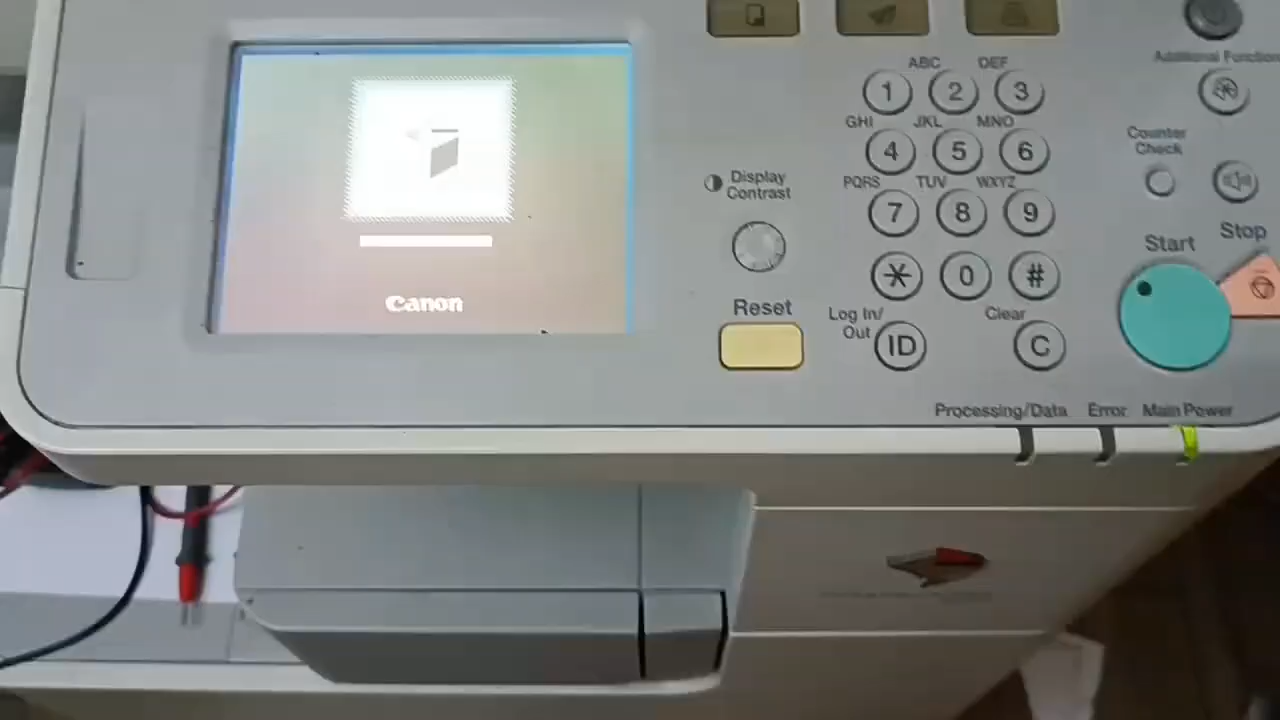 Canon
Display
Contrast
Reset
ABC
DEF
1
2
3
GHI
JKL
MNO
4
5
6
PQRS
TUV
WXYZ
7
8
9
*
0
#
Log In/
Out
ID
Clear
C
Additional Function
Counter
Check
Start
Stop
Processing/Data
Error
Main Power